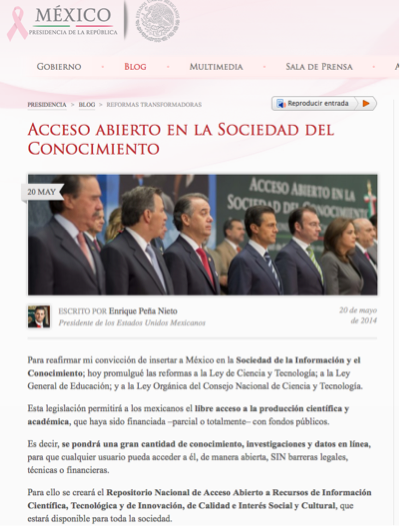 MÉXICO
PRESIDENCIA DE LA REPÚBLICA
GOBIERNO · BLOG · MULTIMEDIA · SALA DE PRENSA · A
PRESIDENCIA > BLOG > REFORMAS TRANSFORMADORAS
Reproducir entrada
ACCESO ABIERTO EN LA SOCIEDAD DEL
CONOCIMIENTO
20 MAY
ACCESO ABIERTO EN LA
SOCIEDAD DEL CONOCIMIENTO
ESCRITO POR Enrique Peña Nieto
Presidente de los Estados Unidos Mexicanos
20 de mayo
de 2014
Para reafirmar mi convicción de insertar a México en la Sociedad de la Información y el
Conocimiento; hoy promulgué las reformas a la Ley de Ciencia y Tecnología; a la Ley
General de Educación; y a la Ley Orgánica del Consejo Nacional de Ciencia y Tecnología.
Esta legislación permitirá a los mexicanos el libre acceso a la producción científica y
académica, que haya sido financiada –parcial o totalmente– con fondos públicos.
Es decir, se pondrá una gran cantidad de conocimiento, investigaciones y datos en línea,
para que cualquier usuario pueda acceder a él, de manera abierta, SIN barreras legales,
técnicas o financieras.
Para ello se creará el Repositorio Nacional de Acceso Abierto a Recursos de Información
Científica, Tecnológica y de Innovación, de Calidad e Interés Social y Cultural, que
estará disponible para toda la sociedad.